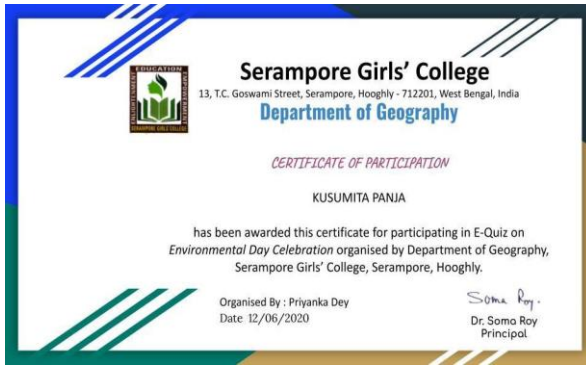 EDUCATION
ENLIGHTENMENT
EMPOWERMENT
SERAMPORE GIRLS' COLLEGE
Serampore Girls' College
13, T.C. Goswami Street, Serampore, Hooghly - 712201, West Bengal, India
Department of Geography
CERTIFICATE OF PARTICIPATION
KUSUMITA PANJA
has been awarded this certificate for participating in E-Quiz on
Environmental Day Celebration organised by Department of Geography,
Serampore Girls' College, Serampore, Hooghly.
Organised By : Priyanka Dey
Date 12/06/2020
Soma Roy.
Dr. Soma Roy
Principal